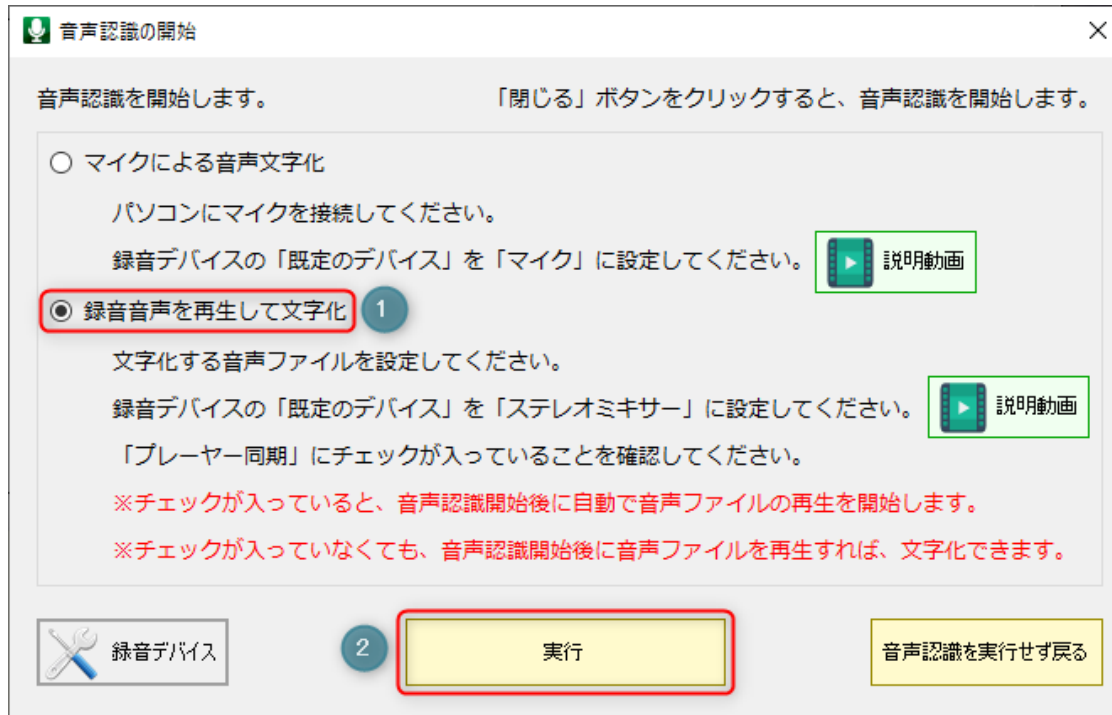 音声認識の開始
音声認識を開始します。 「閉じる」ボタンをクリックすると、音声認識を開始します。
マイクによる音声文字化
パソコンにマイクを接続してください。
録音デバイスの「既定のデバイス」を「マイク」に設定してください。 説明動画
録音音声を再生して文字化 1
文字化する音声ファイルを設定してください。
録音デバイスの「既定のデバイス」を「ステレオミキサー」に設定してください。 説明動画
「プレーヤー同期」にチェックが入っていることを確認してください。
※チェックが入っていると、音声認識開始後に自動で音声ファイルの再生を開始します。
※チェックが入っていなくても、音声認識開始後に音声ファイルを再生すれば、文字化できます。
録音デバイス 2 実行 音声認識を実行せず戻る